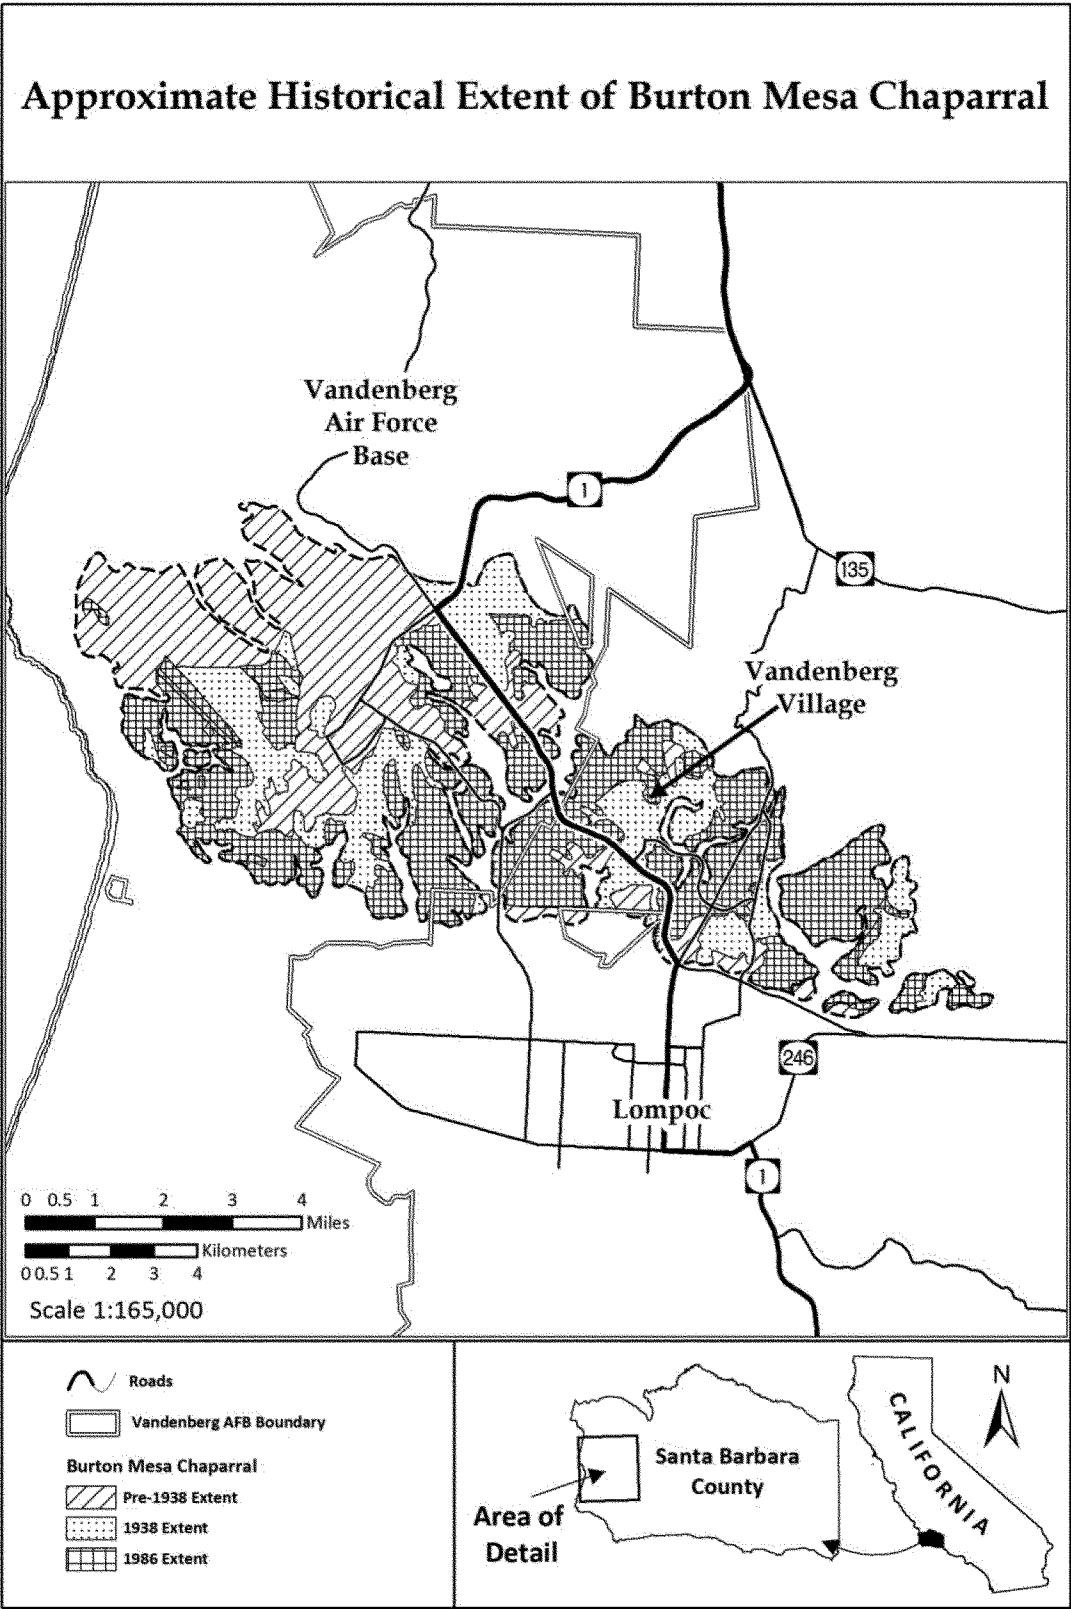 Approximate Historical Extent of Burton Mesa Chaparral
Vandenberg
Air Force
Base
1
135
Vandenberg
Village
246
Lompoc
1
0 0.5 1 2 3 4
Miles
Kilometers
0 0.5 1 2 3 4
Scale 1:165,000
Roads
Vandenberg AFB Boundary
Burton Mesa Chaparral
Pre-1938 Extent
1938 Extent
1986 Extent
Santa Barbara
County
Area of
Detail
CALIFORNIA
N